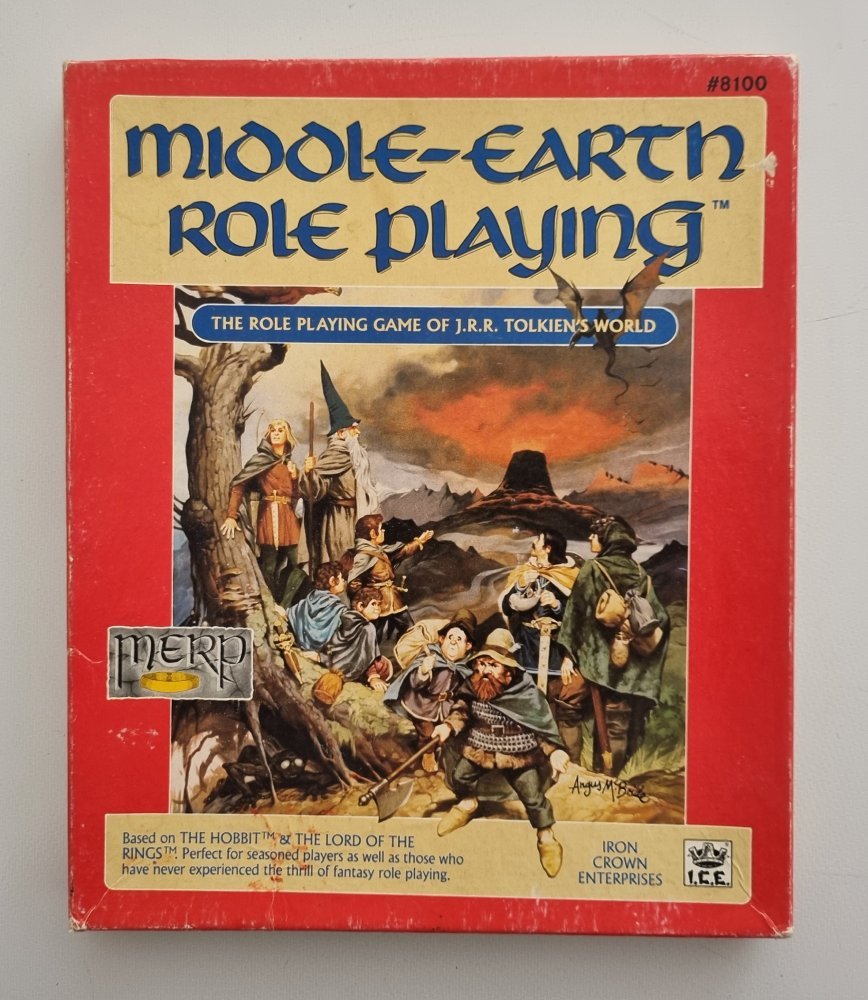 #8100
MIDDLE-EARTH
ROLE PLAYING™
THE ROLE PLAYING GAME OF J.R.R. TOLKIEN'S WORLD
MERP
Angus McBride
Based on THE HOBBIT™ & THE LORD OF THE
RINGS™. Perfect for seasoned players as well as those who
have never experienced the thrill of fantasy role playing.
IRON
CROWN
ENTERPRISES
I.C.E.